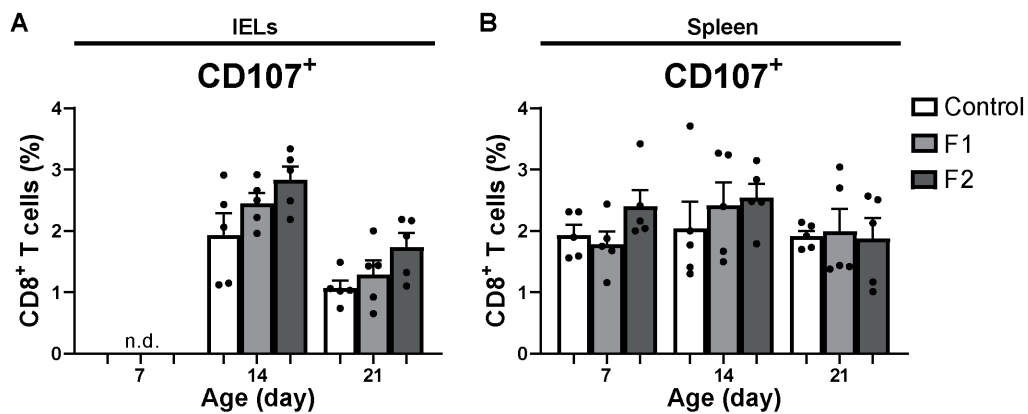 A
IELs
CD107⁺
CD8⁺ T cells (%)
4
3
2
1
0
n.d.
7
14
21
Age (day)
B
Spleen
CD107⁺
CD8⁺ T cells (%)
4
3
2
1
0
7
14
21
Age (day)
Control
F1
F2